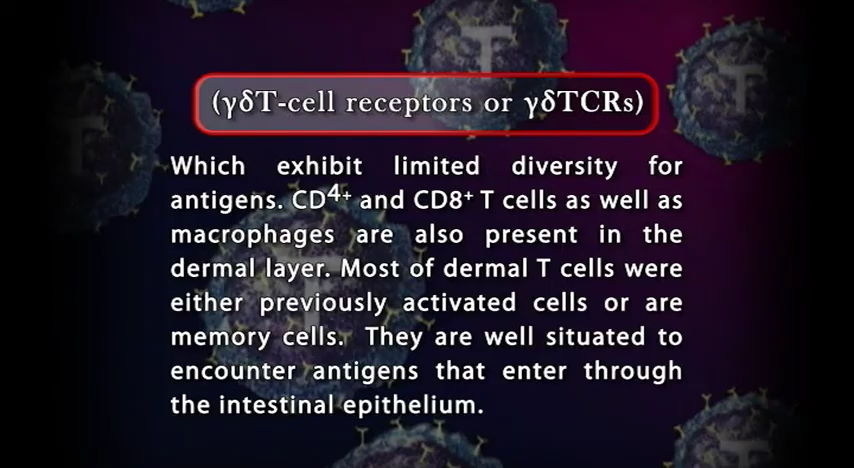 (γδT-cell receptors or γδTCRs)
Which exhibit limited diversity for
antigens. CD4+ and CD8+ T cells as well as
macrophages are also present in the
dermal layer. Most of dermal T cells were
either previously activated cells or are
memory cells. They are well situated to
encounter antigens that enter through
the intestinal epithelium.
T
T
T
T
T